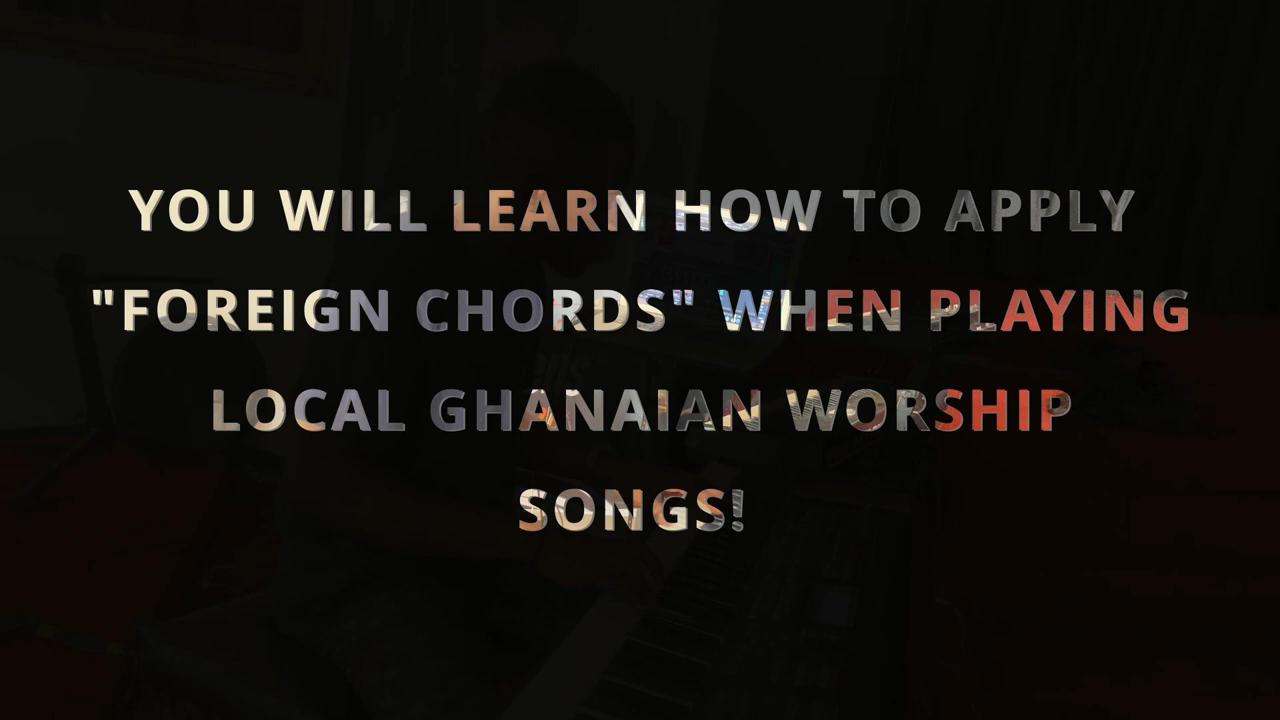 YOU WILL LEARN HOW TO APPLY
"FOREIGN CHORDS" WHEN PLAYING
LOCAL GHANAIAN WORSHIP
SONGS!